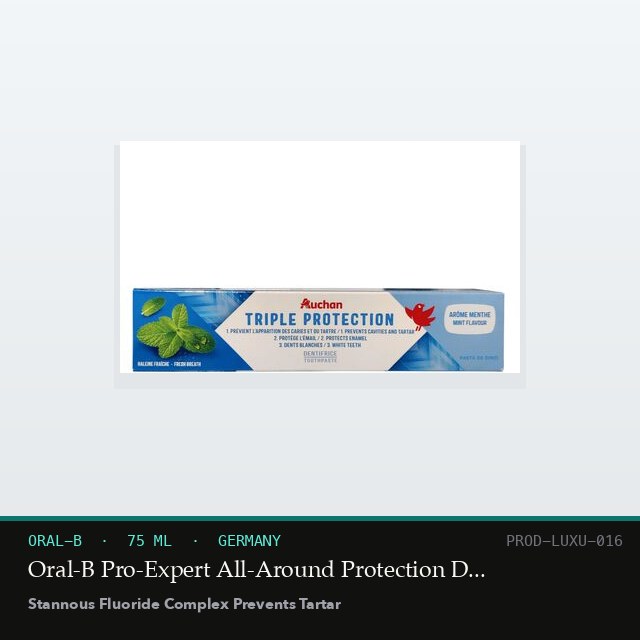 Auchan
TRIPLE PROTECTION
1. PRÉVIENT L'APPARITION DES CARIES ET DU TARTRE / 1. PREVENTS CAVITIES AND TARTAR
2. PROTÈGE L'ÉMAIL / 2. PROTECTS ENAMEL
3. DENTS BLANCHES / 3. WHITE TEETH
DENTIFRICE
TOOTHPASTE
ARÔME MENTHE
MINT FLAVOUR
HALEINE FRAÎCHE - FRESH BREATH
ORAL–B · 75 ML · GERMANY
PROD–LUXU–016
Oral-B Pro-Expert All-Around Protection D...
Stannous Fluoride Complex Prevents Tartar